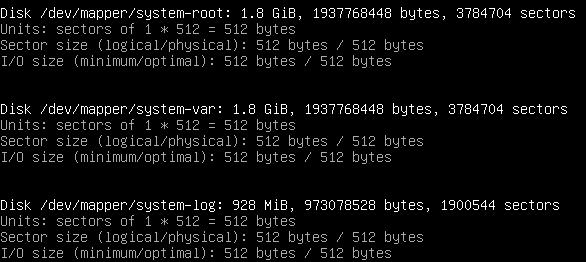 Disk /dev/mapper/system-root: 1.8 GiB, 1937768448 bytes, 3784704 sectors
Units: sectors of 1 * 512 = 512 bytes
Sector size (logical/physical): 512 bytes / 512 bytes
I/O size (minimum/optimal): 512 bytes / 512 bytes
Disk /dev/mapper/system-var: 1.8 GiB, 1937768448 bytes, 3784704 sectors
Units: sectors of 1 * 512 = 512 bytes
Sector size (logical/physical): 512 bytes / 512 bytes
I/O size (minimum/optimal): 512 bytes / 512 bytes
Disk /dev/mapper/system-log: 928 MiB, 973078528 bytes, 1900544 sectors
Units: sectors of 1 * 512 = 512 bytes
Sector size (logical/physical): 512 bytes / 512 bytes
I/O size (minimum/optimal): 512 bytes / 512 bytes